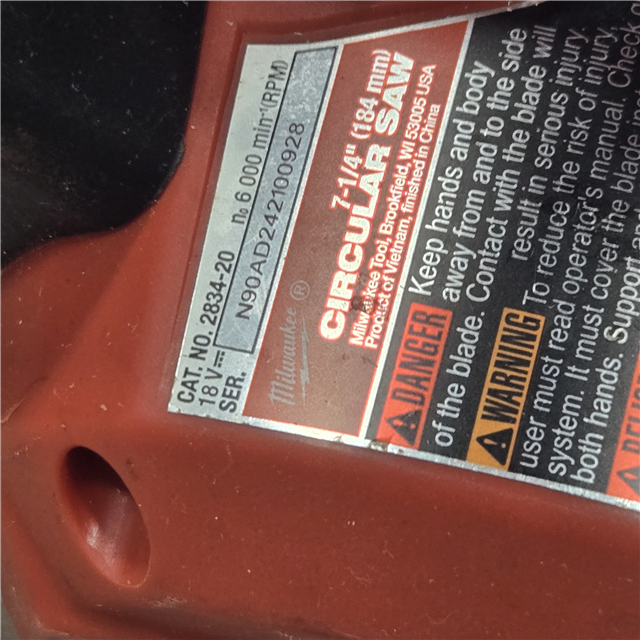 CAT. NO. 2834-20
18 V⎓ n₀ 6 000 min⁻¹(RPM)
SER. N90AD242100928
Milwaukee ®
7-1/4" (184 mm)
CIRCULAR SAW
Milwaukee Tool, Brookfield, WI 53005 USA
Product of Vietnam, finished in China
DANGER Keep hands and body
away from and to the side
of the blade. Contact with the blade will
result in serious injury.
WARNING To reduce the risk of injury,
user must read operator's manual. Check
system. It must cover the blade
both hands. Support